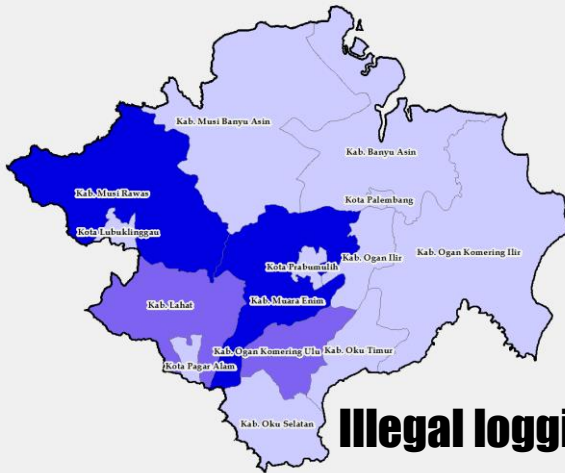 Kab. Musi Banyu Asin
Kab. Banyu Asin
Kab. Musi Rawas
Kota Palembang
Kota Lubuklinggau
Kab. Ogan Ilir
Kab. Ogan Komering Ilir
Kota Prabumulih
Kab. Lahat
Kab. Muara Enim
Kab. Ogan Komering Ulu
Kab. Oku Timur
Kota Pagar Alam
Kab. Oku Selatan
Illegal loggi